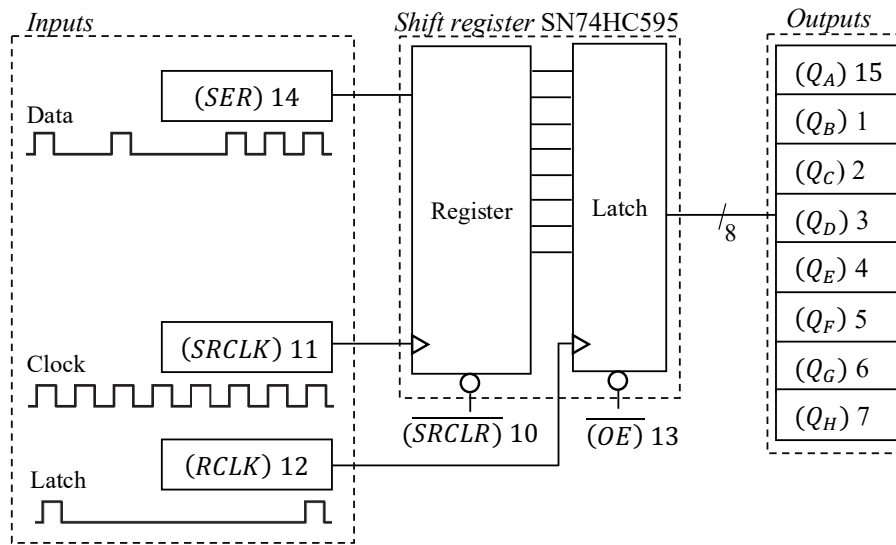 Inputs
Shift register SN74HC595
Outputs
(SER) 14
Data
(SRCLK) 11
Clock
(RCLK) 12
Latch
Register
Latch
(SRCLR) 10
(OE) 13
8
(Q_A) 15
(Q_B) 1
(Q_C) 2
(Q_D) 3
(Q_E) 4
(Q_F) 5
(Q_G) 6
(Q_H) 7